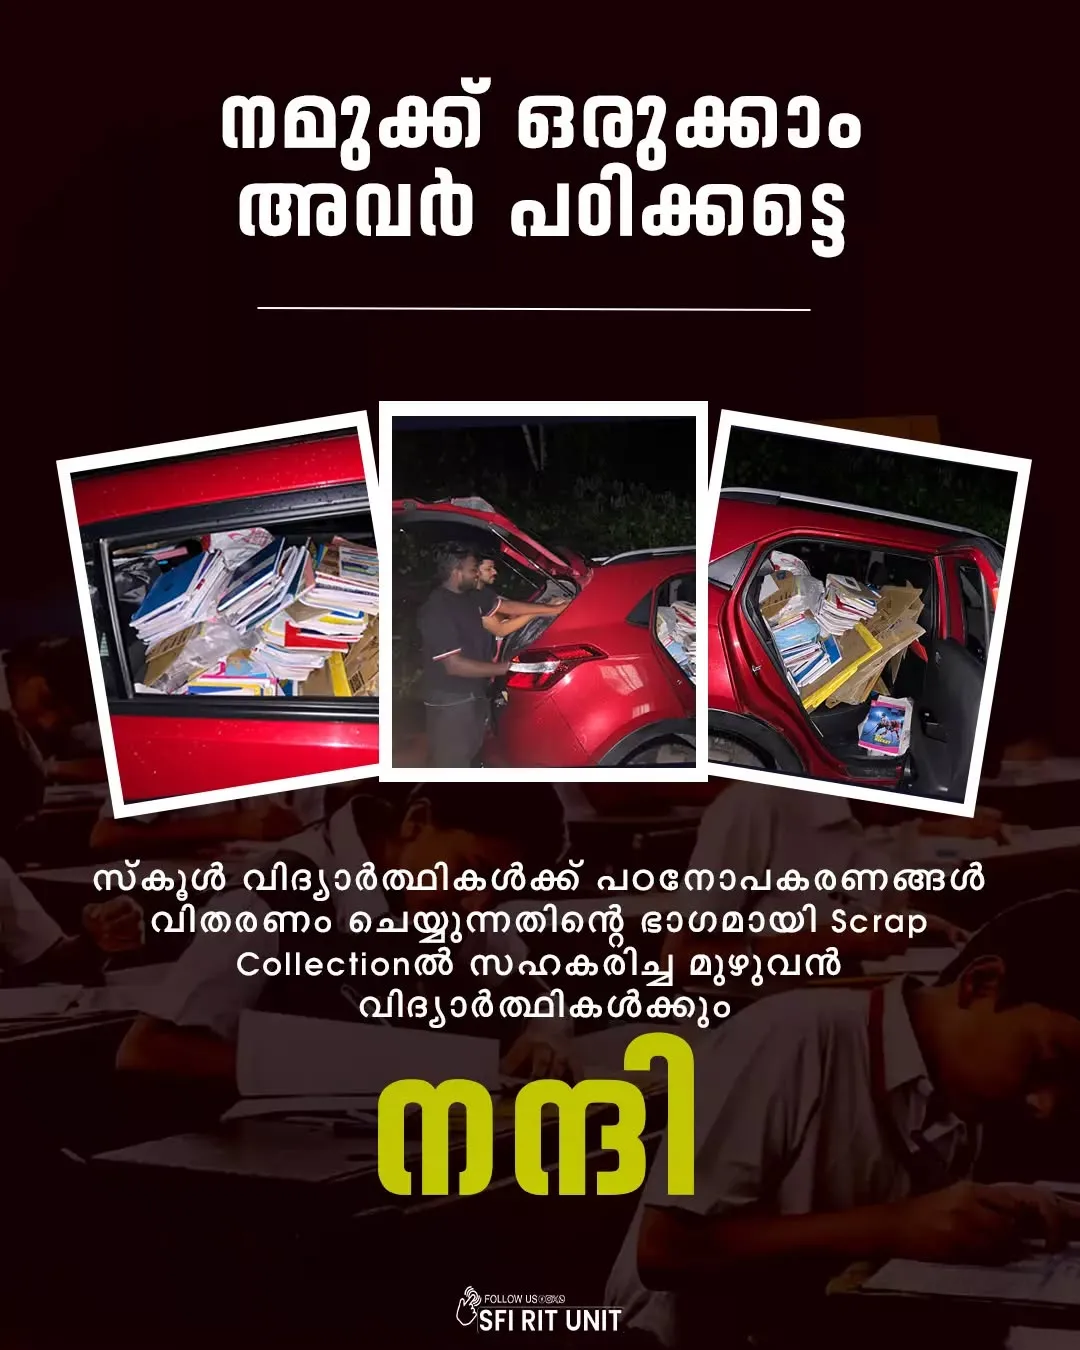 നമുക്ക് ഒരുക്കാം
അവർ പഠിക്കട്ടെ
സ്കൂൾ വിദ്യാർത്ഥികൾക്ക് പഠനോപകരണങ്ങൾ
വിതരണം ചെയ്യുന്നതിന്റെ ഭാഗമായി Scrap
Collectionൽ സഹകരിച്ച മുഴുവൻ
വിദ്യാർത്ഥികൾക്കും
നന്ദി
FOLLOW US
SFI RIT UNIT